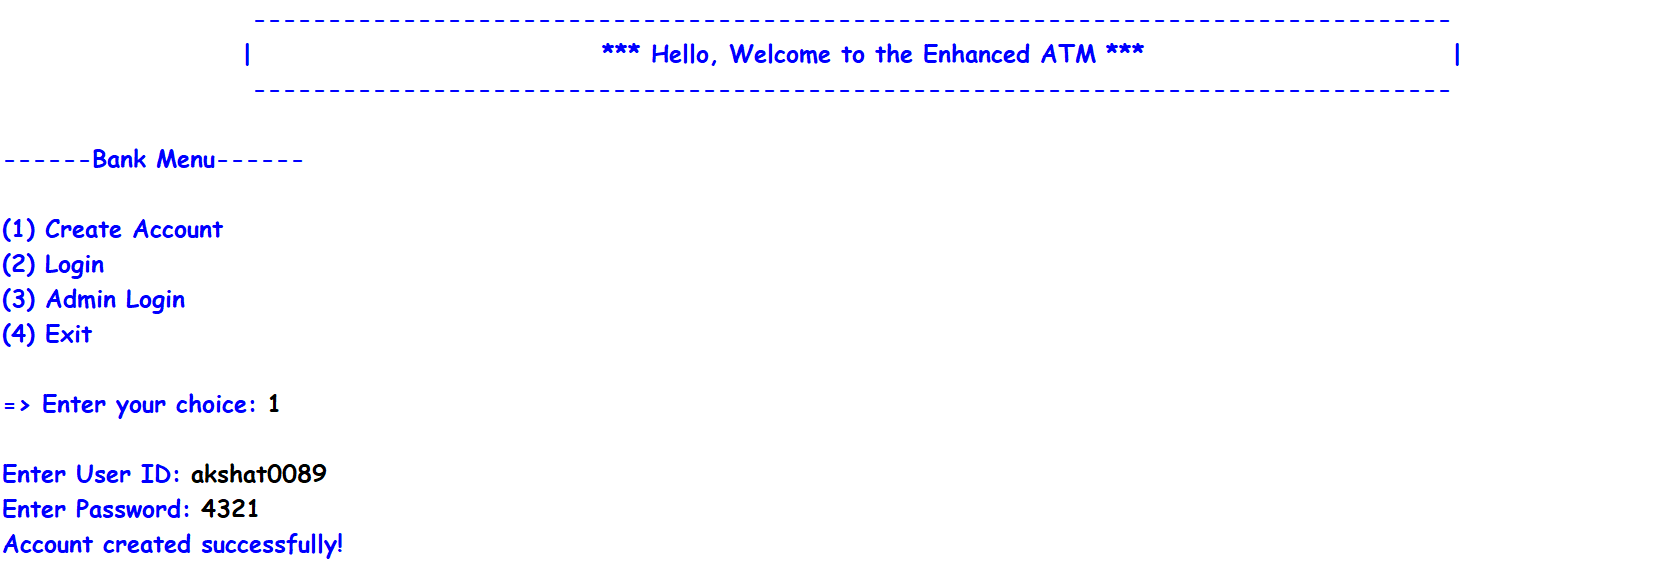 --------------------------------------------------------------------------------
| *** Hello, Welcome to the Enhanced ATM *** |
--------------------------------------------------------------------------------
------Bank Menu------
(1) Create Account
(2) Login
(3) Admin Login
(4) Exit
=> Enter your choice: 1
Enter User ID: akshat0089
Enter Password: 4321
Account created successfully!